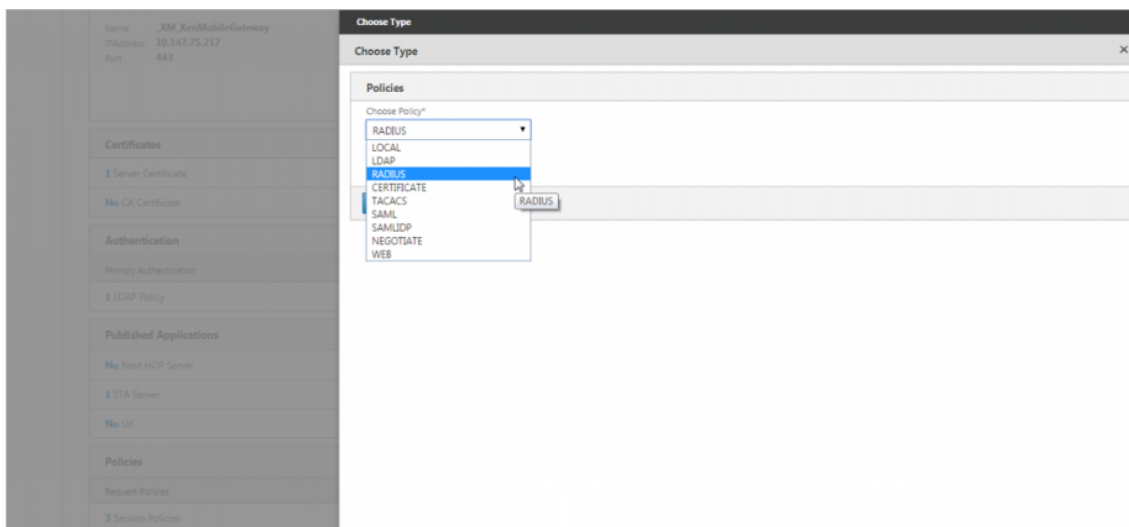 Name _XM_XenMobileGateway
IPAddress 10.147.75.217
Port 443
Certificates
1 Server Certificate
No CA Certificate
Authentication
Primary Authentication
1 LDAP Policy
Published Applications
No Next HOP Server
1 STA Server
No Url
Policies
Request Policies
3 Session Policies
Choose Type
Choose Type ×
Policies
Choose Policy*
RADIUS
LOCAL
LDAP
RADIUS
CERTIFICATE
TACACS
SAML
SAMLIDP
NEGOTIATE
WEB
RADIUS